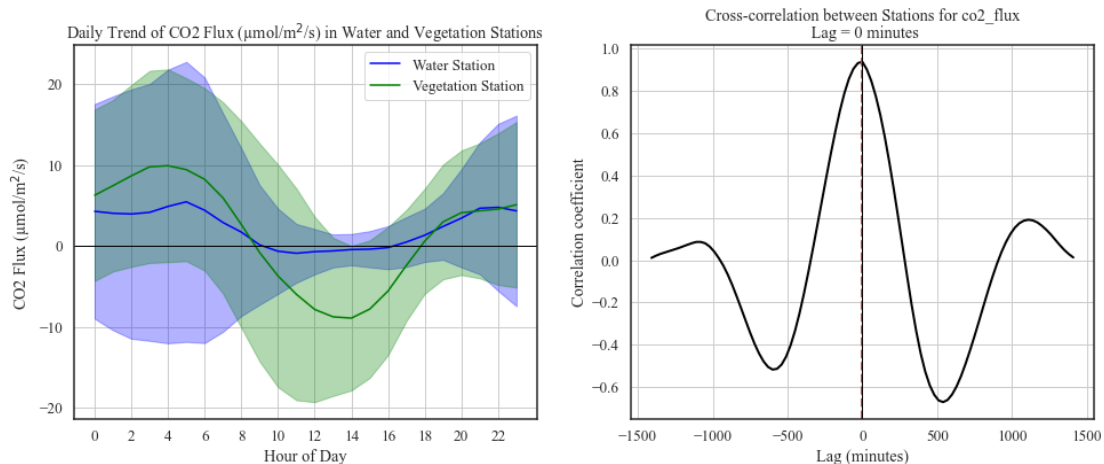 Daily Trend of CO2 Flux (μmol/m²/s) in Water and Vegetation Stations
Water Station
Vegetation Station
20
10
0
−10
−20
CO2 Flux (μmol/m²/s)
0 2 4 6 8 10 12 14 16 18 20 22
Hour of Day
Cross-correlation between Stations for co2_flux
Lag = 0 minutes
1.0
0.8
0.6
0.4
0.2
0.0
−0.2
−0.4
−0.6
Correlation coefficient
−1500 −1000 −500 0 500 1000 1500
Lag (minutes)